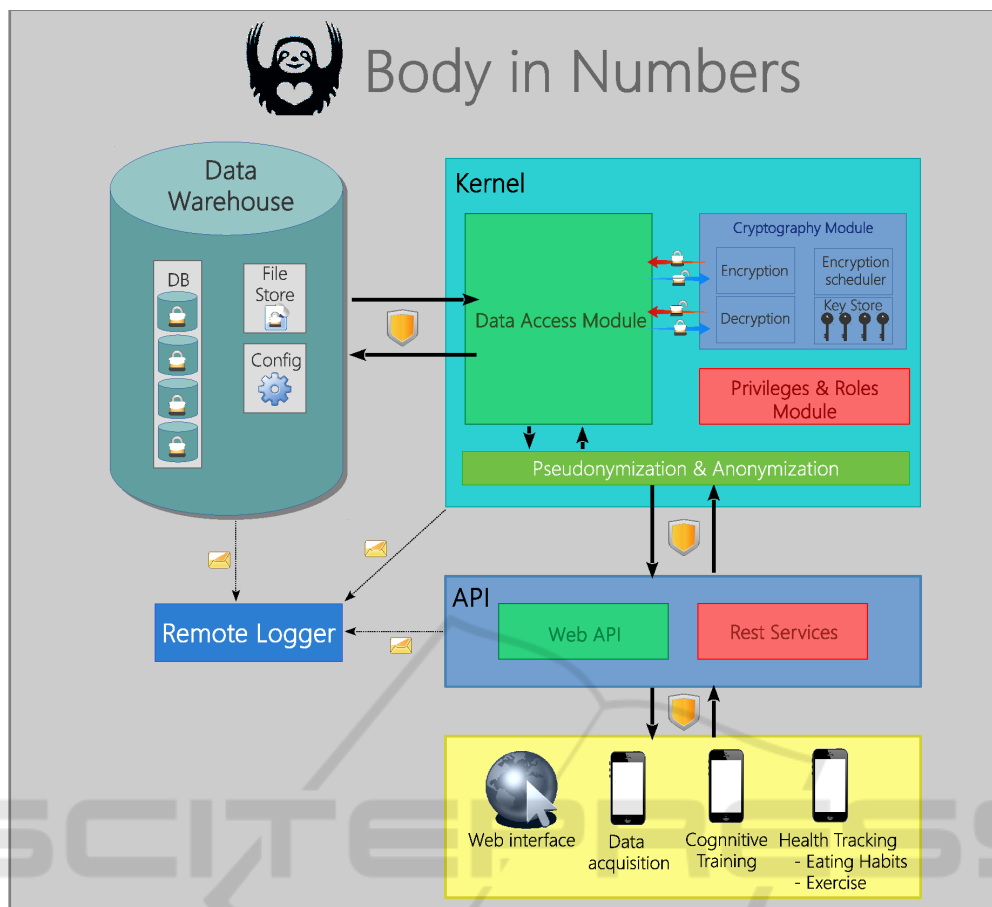 Body in Numbers
Data
Warehouse
DB
File
Store
Config
Kernel
Data Access Module
Cryptography Module
Encryption
Encryption
scheduler
Decryption
Key Store
Privileges & Roles
Module
Pseudonymization & Anonymization
Remote Logger
API
Web API
Rest Services
Web interface
Data
acquisition
Cognnitive
Training
Health Tracking
- Eating Habits
- Exercise
SCITEPRESS